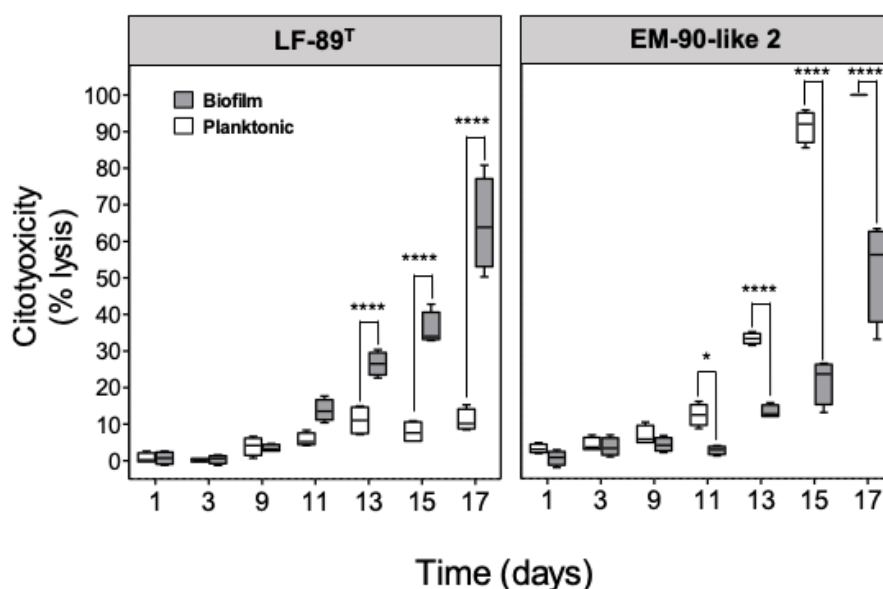 LF-89ᵀ
EM-90-like 2
Citotyoxicity
(% lysis)
100
90
80
70
60
50
40
30
20
10
0
Biofilm
Planktonic
****
****
****
*
****
****
****
1 3 9 11 13 15 17
1 3 9 11 13 15 17
Time (days)